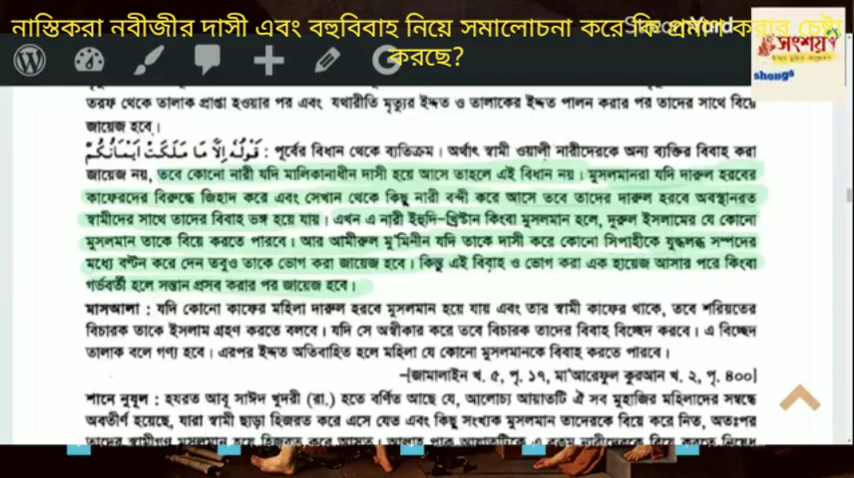 নাস্তিকরা নবীজীর দাসী এবং বহুবিবাহ নিয়ে সমালোচনা করে কি প্রমাণ করার চেষ্টা
করছে?
সংশয়
shongs
তরফ থেকে তালাক প্রাপ্তা হওয়ার পর এবং যথারীতি মৃত্যুর ইদ্দত ও তালাকের ইদ্দত পালন করার পর তাদের সাথে বিয়ে
জায়েজ হবে।
قَوْلُهُ إِلَّا مَا مَلَكَتْ أَيْمَانُكُمْ : পূর্বের বিধান থেকে ব্যতিক্রম। অর্থাৎ স্বামী ওয়ালী নারীদেরকে অন্য ব্যক্তির বিবাহ করা
জায়েজ নয়, তবে কোনো নারী যদি মালিকানাধীন দাসী হয়ে আসে তাহলে এই বিধান নয়। মুসলমানরা যদি দারুল হরবের
কাফেরদের বিরুদ্ধে জিহাদ করে এবং সেখান থেকে কিছু নারী বন্দী করে আসে তবে তাদের দারুল হরবে অবস্থানরত
স্বামীদের সাথে তাদের বিবাহ ভঙ্গ হয়ে যায়। এখন এ নারী ইহুদি-খ্রিস্টান কিংবা মুসলমান হলে, দুরুল ইসলামের যে কোনো
মুসলমান তাকে বিয়ে করতে পারবে। আর আমীরুল মু'মিনীন যদি তাকে দাসী করে কোনো সিপাহীকে যুদ্ধলব্ধ সম্পদের
মধ্যে বণ্টন করে দেন তবুও তাকে ভোগ করা জায়েজ হবে। কিন্তু এই বিবাহ ও ভোগ করা এক হায়েজ আসার পরে কিংবা
গর্ভবর্তী হলে সন্তান প্রসব করার পর জায়েজ হবে।
মাসআলা : যদি কোনো কাফের মহিলা দারুল হরবে মুসলমান হয়ে যায় এবং তার স্বামী কাফের থাকে, তবে শরিয়তের
বিচারক তাকে ইসলাম গ্রহণ করতে বলবে। যদি সে অস্বীকার করে তবে বিচারক তাদের বিবাহ বিচ্ছেদ করবে। এ বিচ্ছেদ
তালাক বলে গণ্য হবে। এরপর ইদ্দত অতিবাহিত হলে মহিলা যে কোনো মুসলমানকে বিবাহ করতে পারবে।
–[জামালাইন খ. ৫, পৃ. ১৭, মা'আরেফুল কুরআন খ. ২, পৃ. ৪০০]
শানে নুযুল : হযরত আবূ সাঈদ খুদরী (রা.) হতে বর্ণিত আছে যে, আলোচ্য আয়াতটি ঐ সব মুহাজির মহিলাদের সম্বন্ধে
অবতীর্ণ হয়েছে, যারা স্বামী ছাড়া হিজরত করে এসে যেত এবং কিছু সংখ্যক মুসলমান তাদেরকে বিয়ে করে নিত, অতঃপর